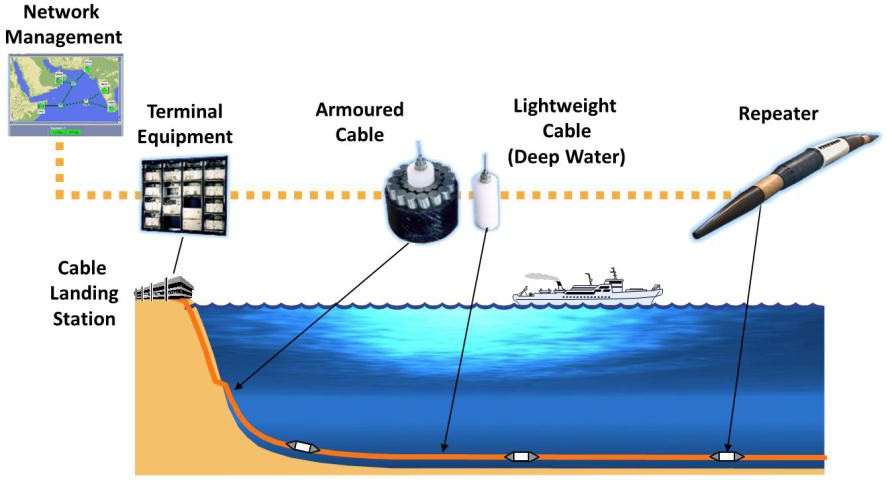 Network
Management
Terminal
Equipment
Armoured
Cable
Lightweight
Cable
(Deep Water)
Repeater
Cable
Landing
Station